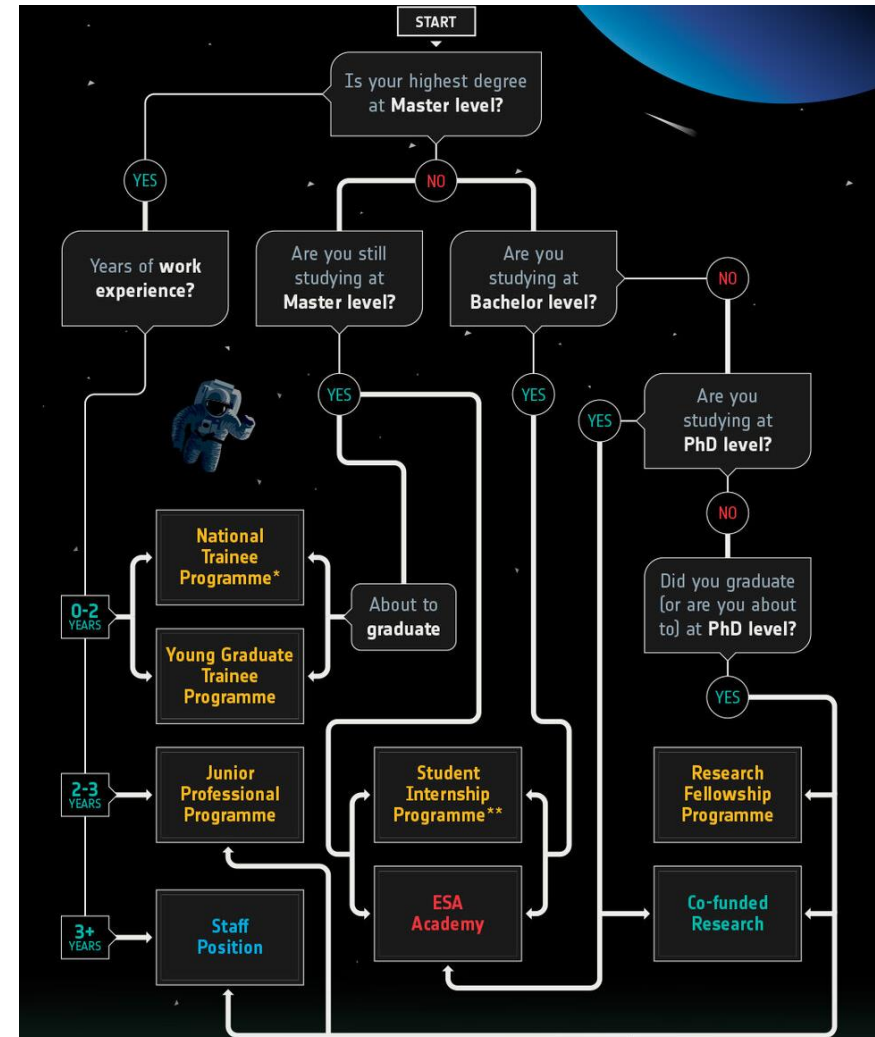 START
Is your highest degree
at Master level?
YES
NO
Years of work
experience?
Are you still
studying at
Master level?
Are you
studying at
Bachelor level?
NO
YES
YES
YES
Are you
studying at
PhD level?
NO
National
Trainee
Programme*
0-2
YEARS
About to
graduate
Did you graduate
(or are you about
to) at PhD level?
Young Graduate
Trainee
Programme
YES
2-3
YEARS
Junior
Professional
Programme
Student
Internship
Programme**
Research
Fellowship
Programme
3+
YEARS
Staff
Position
ESA
Academy
Co-funded
Research